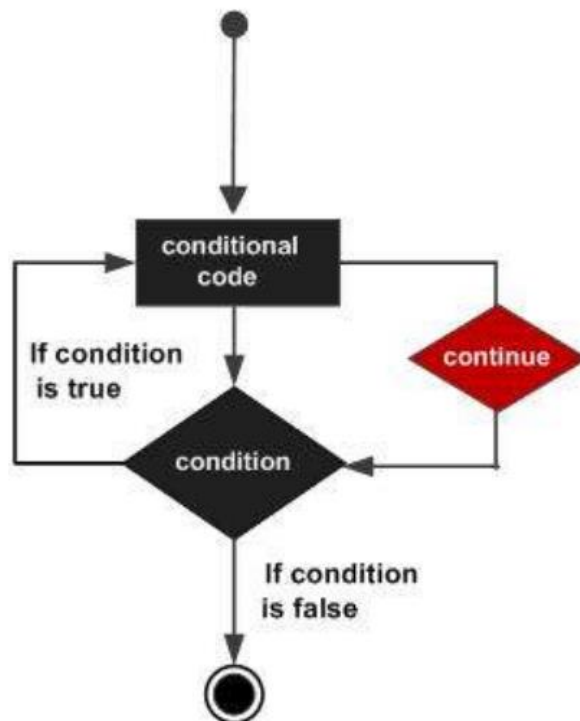 conditional
code
If condition
is true
continue
condition
If condition
is false